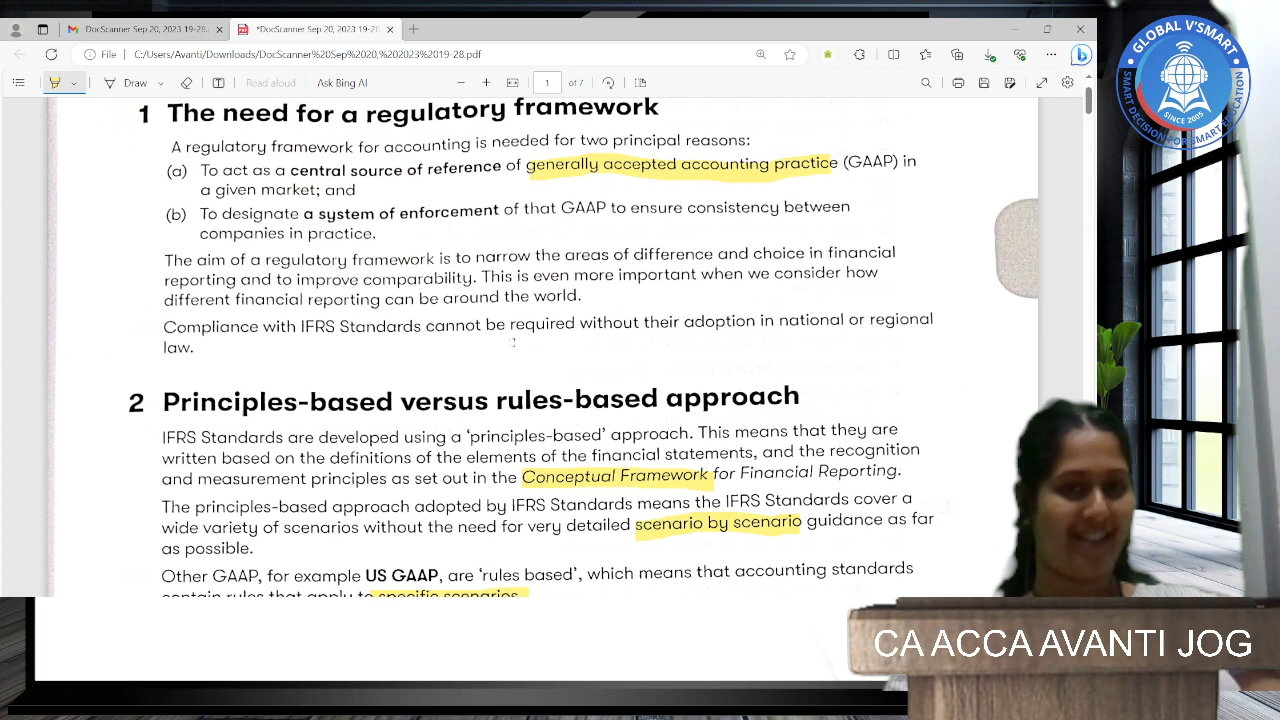 DocScanner Sep 20, 2023 19-28.
*DocScanner Sep 20, 2023 19-28.
File
C:/Users/Avanti/Downloads/DocScanner%20Sep%2020,%202023%2019-28.pdf
Draw
Read aloud
Ask Bing AI
1
of 7
GLOBAL V'SMART
SMART DECISION FOR SMART EDUCATION
SINCE 2005
1 The need for a regulatory framework
A regulatory framework for accounting is needed for two principal reasons:
(a) To act as a central source of reference of generally accepted accounting practice (GAAP) in
a given market; and
(b) To designate a system of enforcement of that GAAP to ensure consistency between
companies in practice.
The aim of a regulatory framework is to narrow the areas of difference and choice in financial
reporting and to improve comparability. This is even more important when we consider how
different financial reporting can be around the world.
Compliance with IFRS Standards cannot be required without their adoption in national or regional
law.
2 Principles-based versus rules-based approach
IFRS Standards are developed using a ‘principles-based’ approach. This means that they are
written based on the definitions of the elements of the financial statements, and the recognition
and measurement principles as set out in the Conceptual Framework for Financial Reporting.
The principles-based approach adopted by IFRS Standards means the IFRS Standards cover a
wide variety of scenarios without the need for very detailed scenario by scenario guidance as far
as possible.
Other GAAP, for example US GAAP, are ‘rules based’, which means that accounting standards
contain rules that apply to specific scenarios.
CA ACCA AVANTI JOG